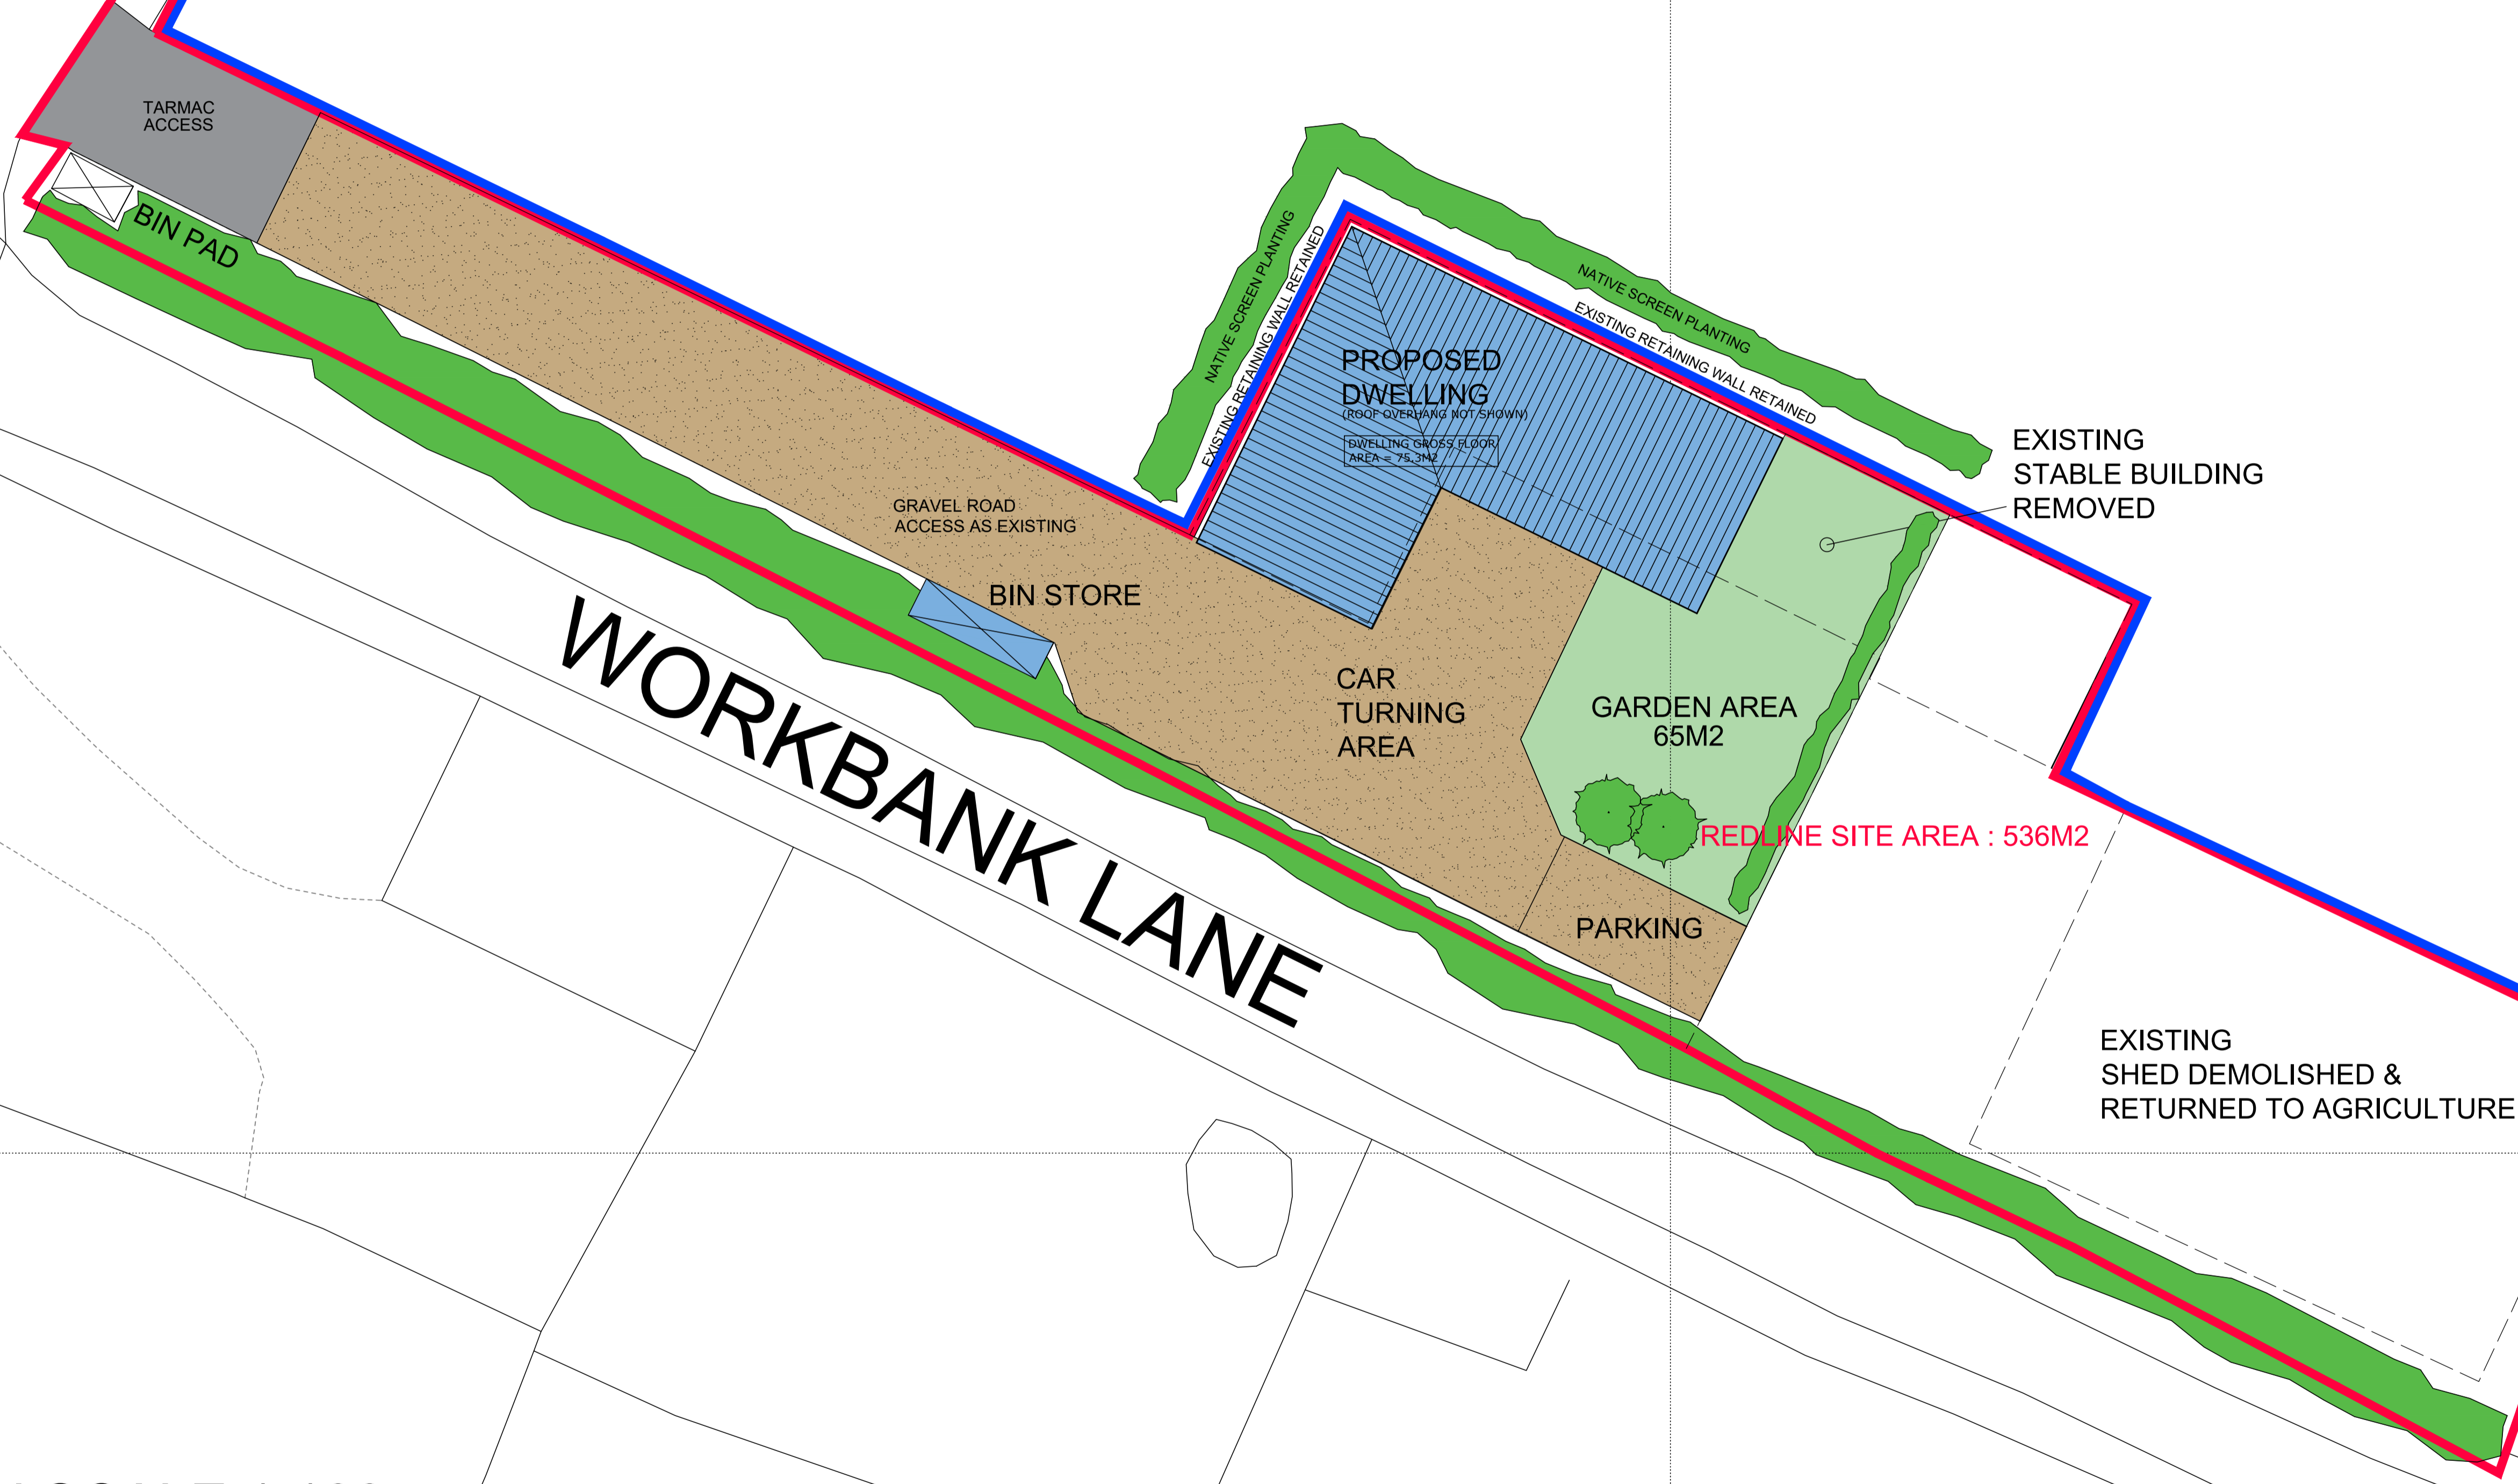 TARMAC
ACCESS
BIN PAD
NATIVE SCREEN PLANTING
EXISTING RETAINING WALL RETAINED
NATIVE SCREEN PLANTING
EXISTING RETAINING WALL RETAINED
PROPOSED
DWELLING
(ROOF OVERHANG NOT SHOWN)
DWELLING GROSS FLOOR
AREA = 75.3M2
EXISTING
STABLE BUILDING
REMOVED
GRAVEL ROAD
ACCESS AS EXISTING
BIN STORE
CAR
TURNING
AREA
GARDEN AREA
65M2
REDLINE SITE AREA : 536M2
PARKING
WORKBANK LANE
EXISTING
SHED DEMOLISHED &
RETURNED TO AGRICULTURE